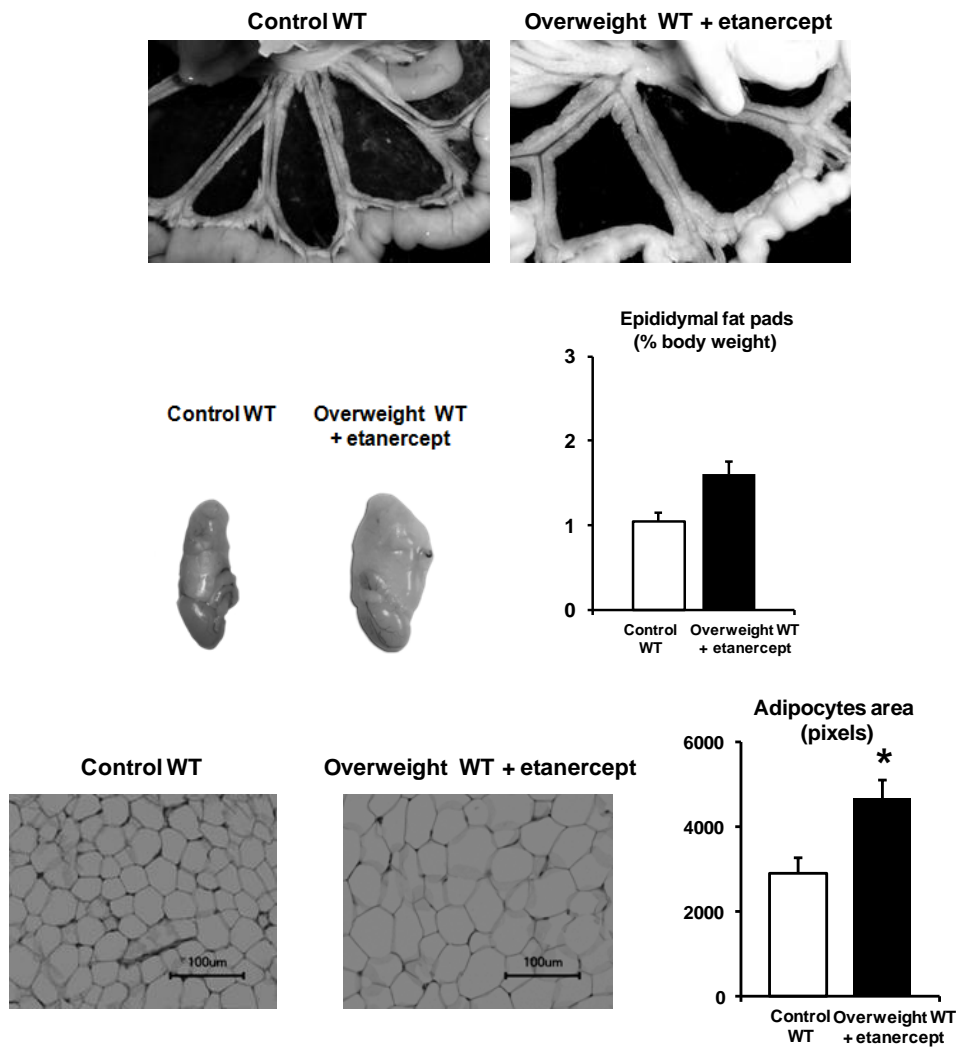 Control WT
Overweight WT + etanercept
Epididymal fat pads
(% body weight)
3
2
1
0
Control WT
Overweight WT
+ etanercept
Control
WT
Overweight WT
+ etanercept
Adipocytes area
(pixels)
*
6000
4000
2000
0
Control WT
Overweight WT + etanercept
100um
100um
Control
WT
Overweight WT
+ etanercept